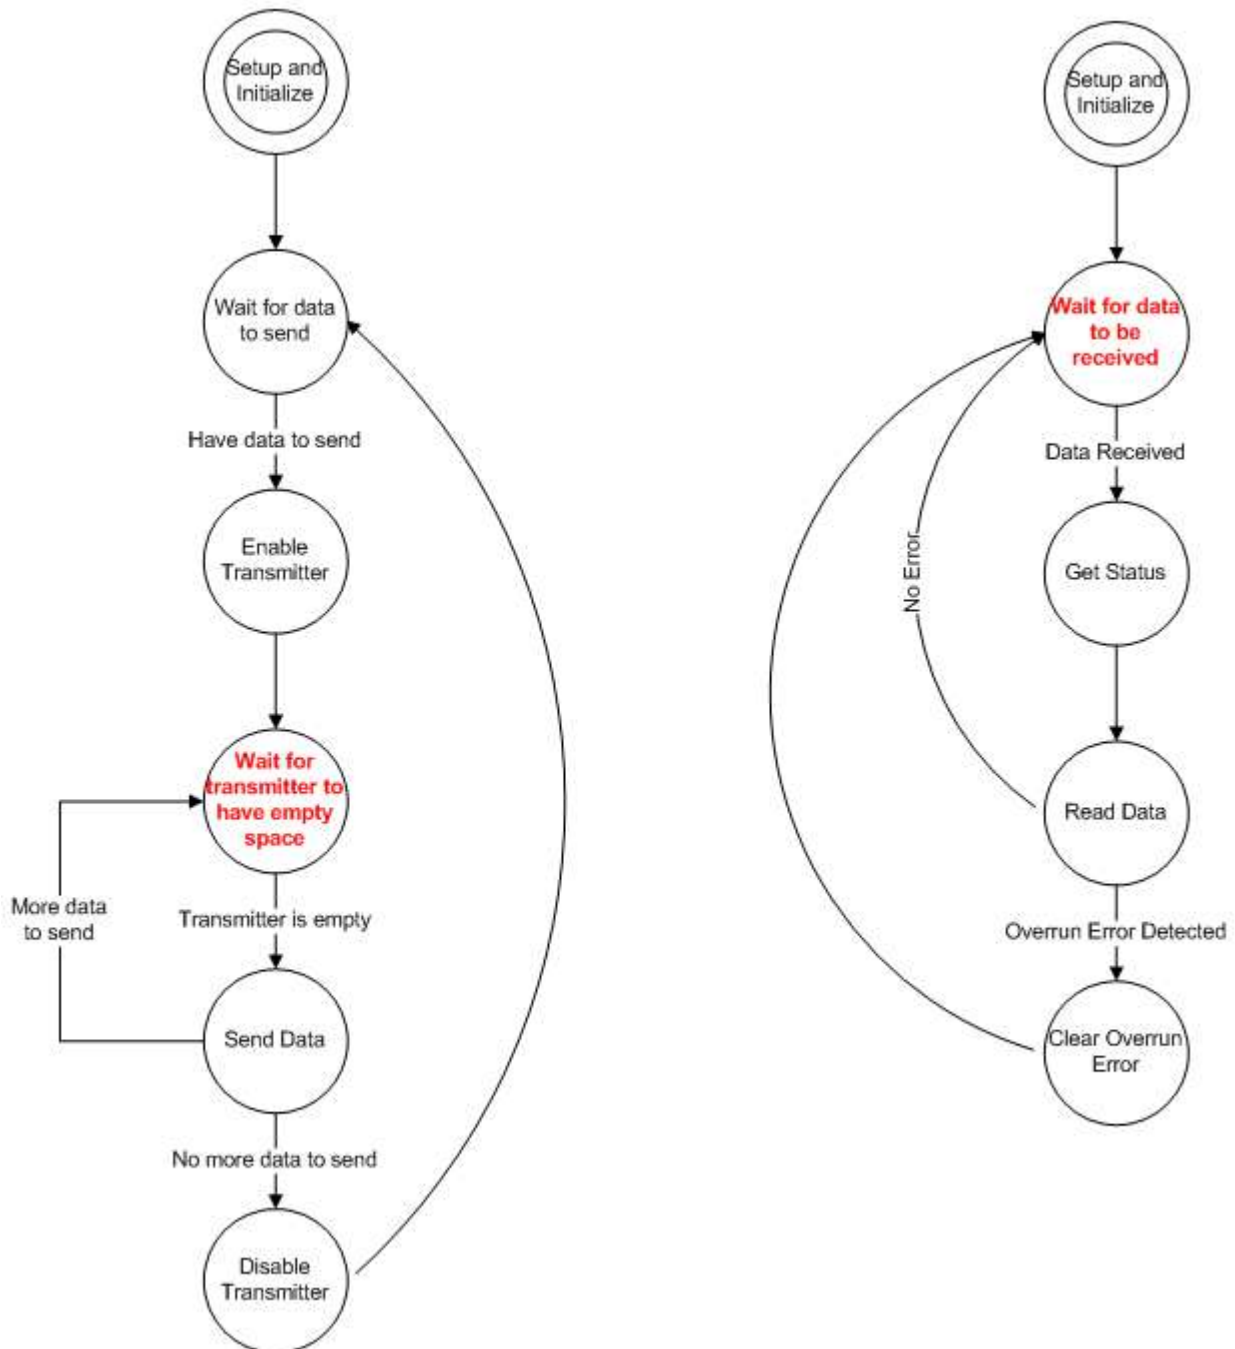 Setup and
Initialize
Wait for data
to send
Have data to send
Enable
Transmitter
Wait for
transmitter to
have empty
space
More data
to send
Transmitter is empty
Send Data
No more data to send
Disable
Transmitter
Setup and
Initialize
Wait for data
to be
received
Data Received
No Error
Get Status
Read Data
Overrun Error Detected
Clear Overrun
Error